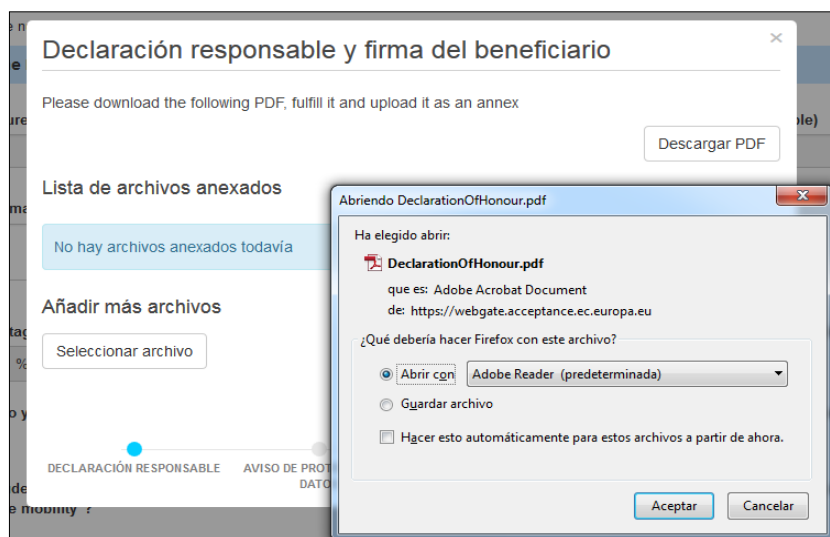 Declaración responsable y firma del beneficiario
×
Please download the following PDF, fulfill it and upload it as an annex
Descargar PDF
Lista de archivos anexados
No hay archivos anexados todavía
Añadir más archivos
Seleccionar archivo
DECLARACIÓN RESPONSABLE
AVISO DE PROT
DATO
Abriendo DeclarationOfHonour.pdf
Ha elegido abrir:
DeclarationOfHonour.pdf
que es: Adobe Acrobat Document
de: https://webgate.acceptance.ec.europa.eu
¿Qué debería hacer Firefox con este archivo?
Abrir con
Adobe Reader (predeterminada)
Guardar archivo
Hacer esto automáticamente para estos archivos a partir de ahora.
Aceptar
Cancelar
e mobility ?